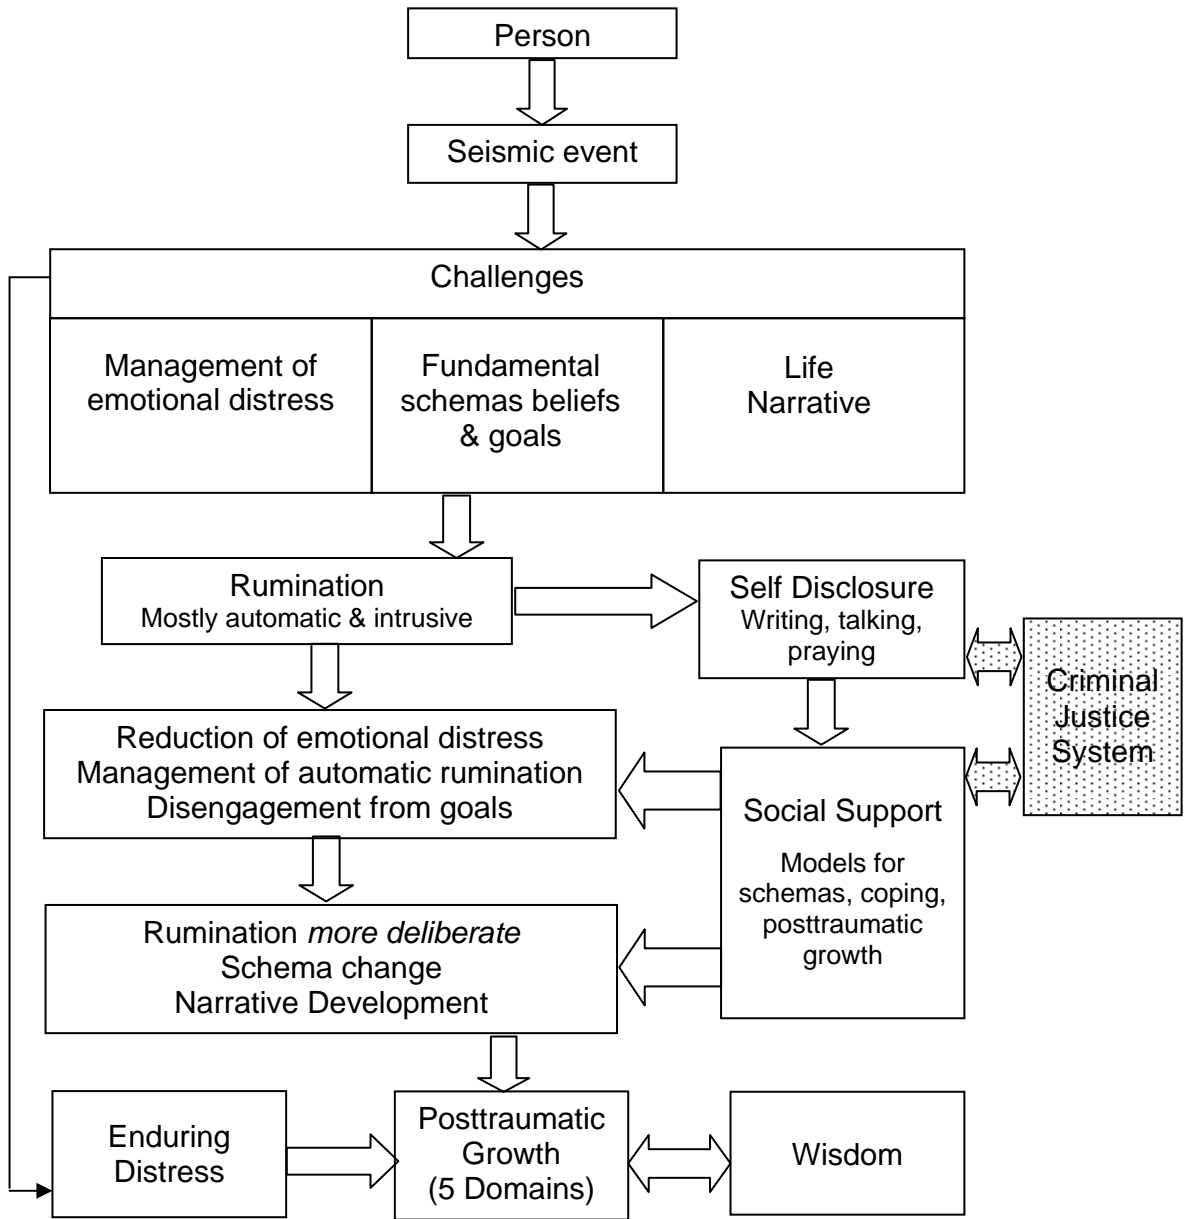 Person
Seismic event
Challenges
Management of
emotional distress
Fundamental
schemas beliefs
& goals
Life
Narrative
Rumination
Mostly automatic & intrusive
Self Disclosure
Writing, talking,
praying
Criminal
Justice
System
Reduction of emotional distress
Management of automatic rumination
Disengagement from goals
Social Support
Models for
schemas, coping,
posttraumatic
growth
Rumination more deliberate
Schema change
Narrative Development
Enduring
Distress
Posttraumatic
Growth
(5 Domains)
Wisdom